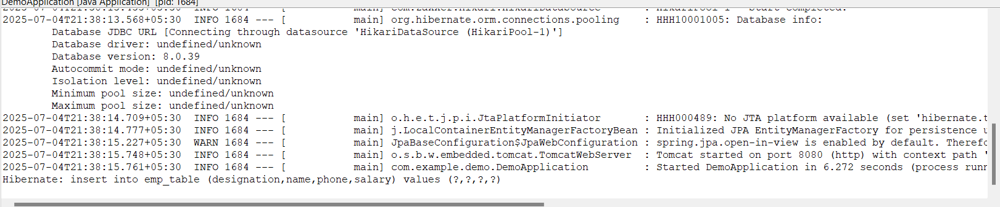 DemoApplication [Java Application] [pid: 1684]
2025-07-04T21:38:13.568+05:30  INFO 1684 --- [           main] org.hibernate.orm.connections.pooling    : HHH10001005: Database info:
        Database JDBC URL [Connecting through datasource 'HikariDataSource (HikariPool-1)']
        Database driver: undefined/unknown
        Database version: 8.0.39
        Autocommit mode: undefined/unknown
        Isolation level: undefined/unknown
        Minimum pool size: undefined/unknown
        Maximum pool size: undefined/unknown
2025-07-04T21:38:14.709+05:30  INFO 1684 --- [           main] o.h.e.t.j.p.i.JtaPlatformInitiator       : HHH000489: No JTA platform available (set 'hibernate.t
2025-07-04T21:38:14.777+05:30  INFO 1684 --- [           main] j.LocalContainerEntityManagerFactoryBean : Initialized JPA EntityManagerFactory for persistence u
2025-07-04T21:38:15.227+05:30  WARN 1684 --- [           main] JpaBaseConfiguration$JpaWebConfiguration : spring.jpa.open-in-view is enabled by default. Therefo
2025-07-04T21:38:15.748+05:30  INFO 1684 --- [           main] o.s.b.w.embedded.tomcat.TomcatWebServer  : Tomcat started on port 8080 (http) with context path '
2025-07-04T21:38:15.761+05:30  INFO 1684 --- [           main] com.example.demo.DemoApplication         : Started DemoApplication in 6.272 seconds (process runn
Hibernate: insert into emp_table (designation,name,phone,salary) values (?,?,?,?)